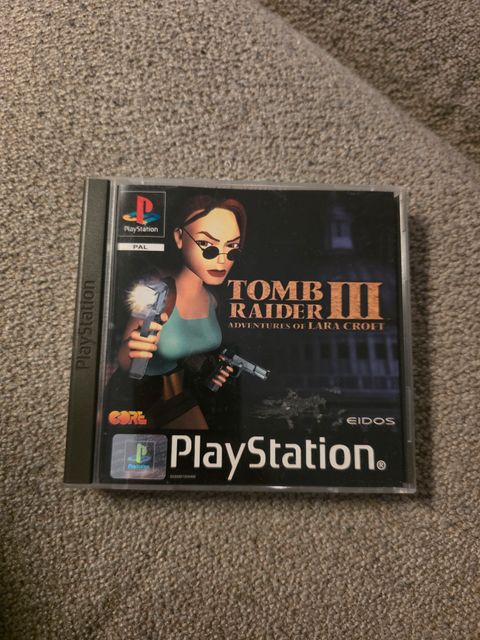 PlayStation
PlayStation
PAL
TOMB
RAIDER III
ADVENTURES OF LARA CROFT
CORE
EIDOS
PlayStation
PlayStation®